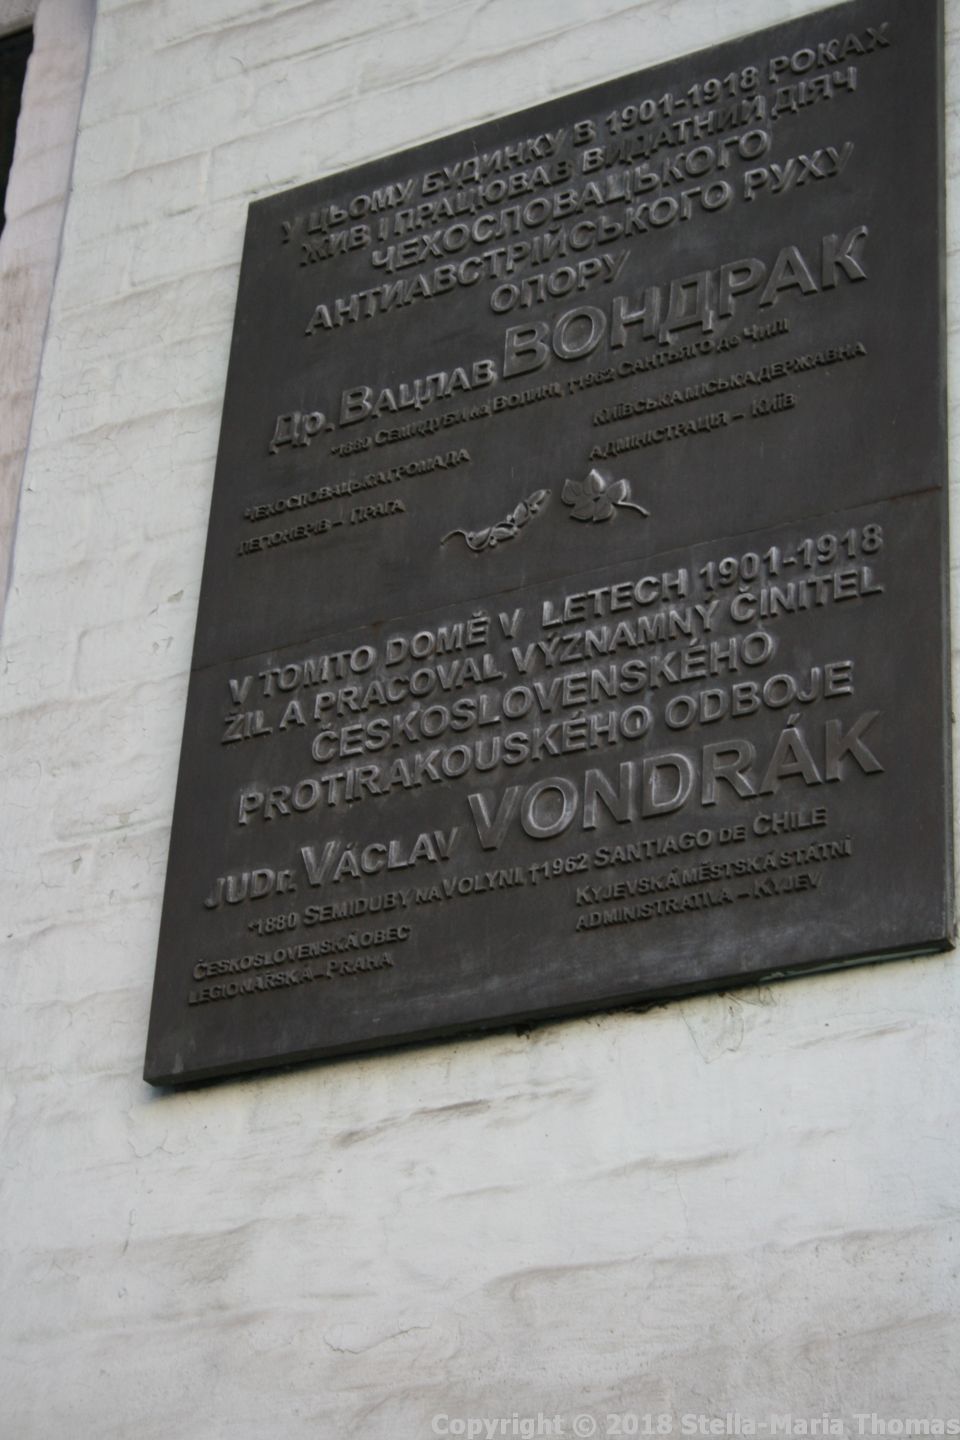 У ЦЬОМУ БУДИНКУ В 1901-1918 РОКАХ
ЖИВ І ПРАЦЮВАВ ВИДАТНИЙ ДІЯЧ
ЧЕХОСЛОВАЦЬКОГО
АНТИАВСТРІЙСЬКОГО РУХУ
ОПОРУ
ДР. ВАЦЛАВ ВОНДРАК
*1880 СЕМИДУБИ на ВОЛИНІ, †1962 САНТЬЯГО де ЧИЛІ
ЧЕХОСЛОВАЦЬКА ГРОМАДА
ЛЕГІОНЕРІВ – ПРАГА
КИЇВСЬКА МІСЬКА ДЕРЖАВНА
АДМІНІСТРАЦІЯ – КИЇВ
V TOMTO DOMĚ V LETECH 1901-1918
ŽIL A PRACOVAL VÝZNAMNÝ ČINITEL
ČESKOSLOVENSKÉHO
PROTIRAKOUSKÉHO ODBOJE
JUDr. VÁCLAV VONDRÁK
*1880 SEMIDUBY NA VOLYNI, †1962 SANTIAGO DE CHILE
ČESKOSLOVENSKÁ OBEC
LEGIONÁŘSKÁ – PRAHA
KYJEVSKÁ MĚSTSKÁ STÁTNÍ
ADMINISTRATIVA – KYJEV
Copyright © 2018 Stella-Maria Thomas